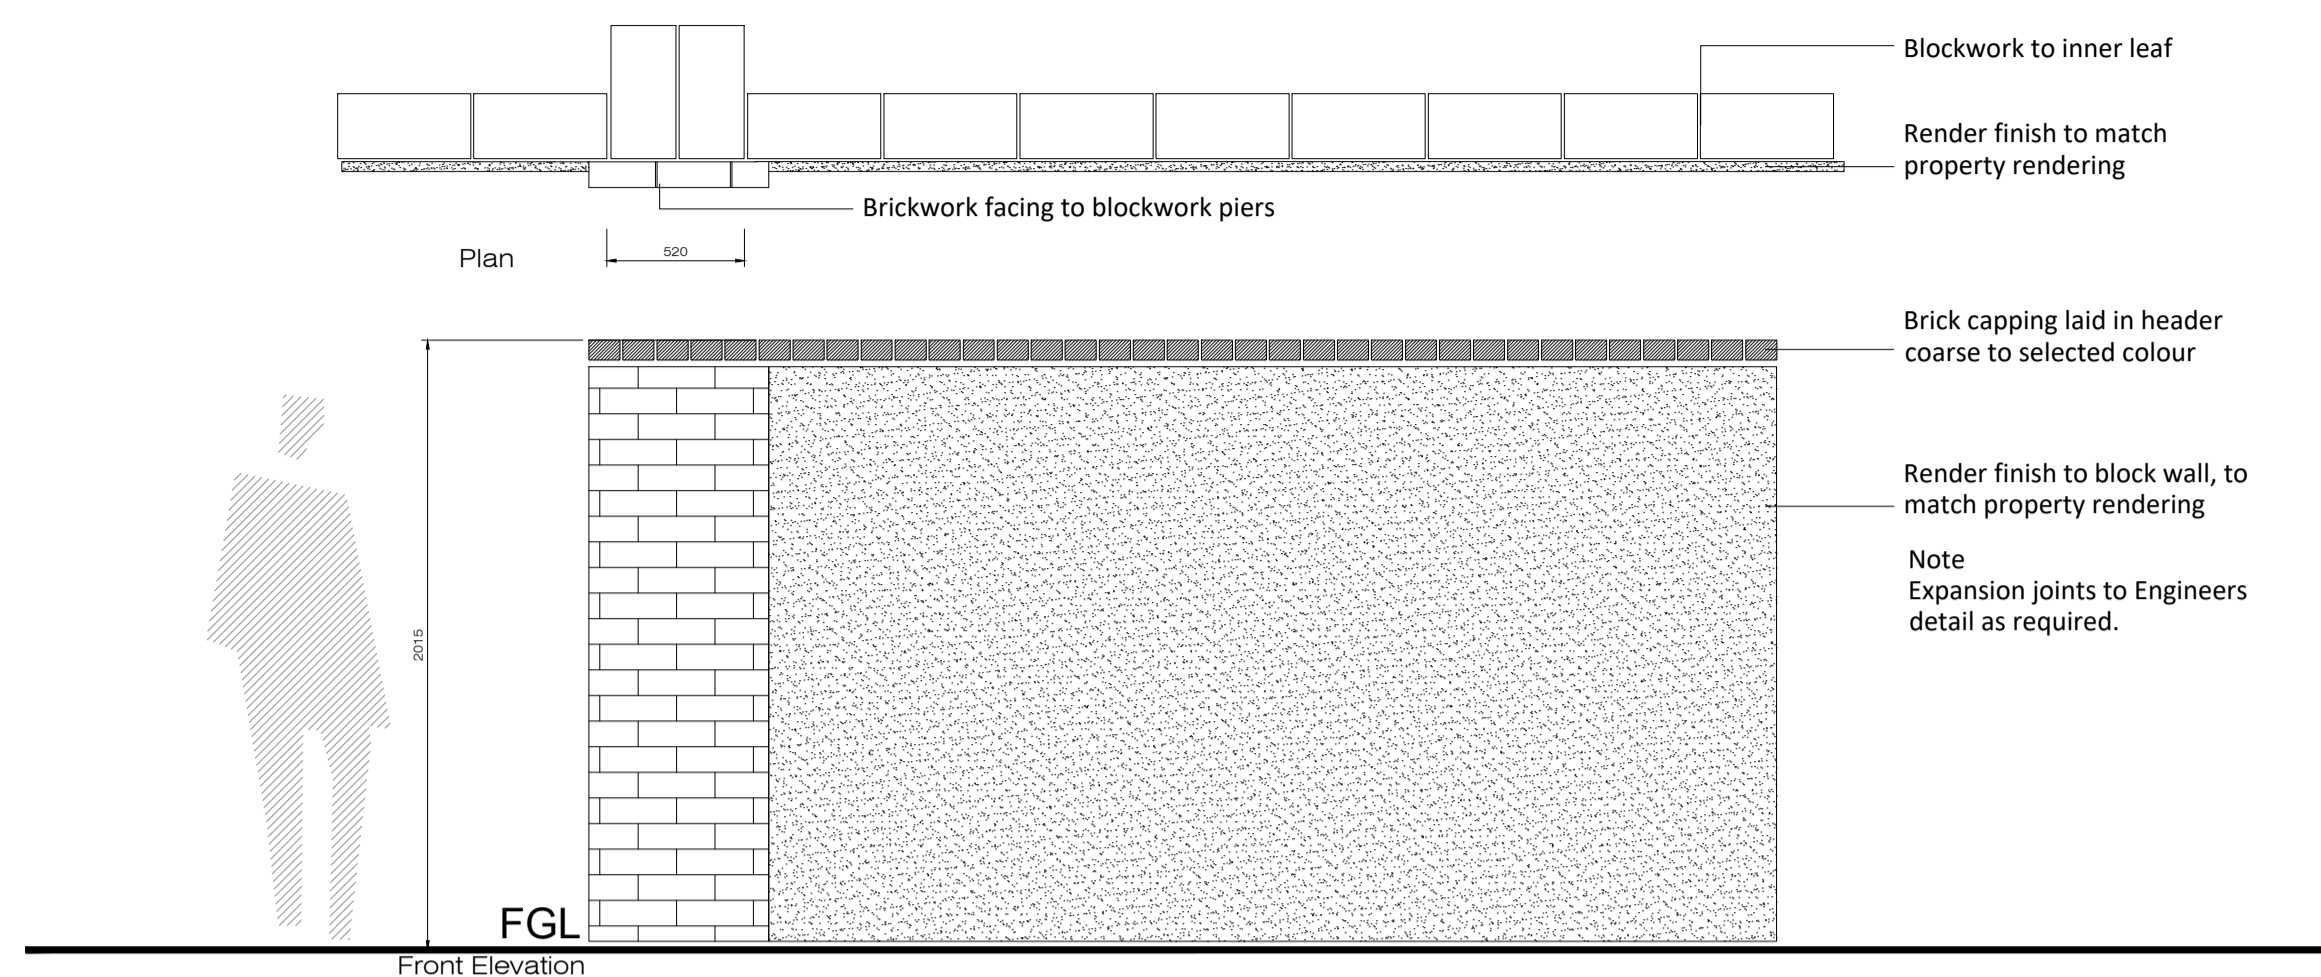 Blockwork to inner leaf
Render finish to match
property rendering
Brickwork facing to blockwork piers
520
Plan
Brick capping laid in header
coarse to selected colour
Render finish to block wall, to
match property rendering
Note
Expansion joints to Engineers
detail as required.
2015
FGL
Front Elevation